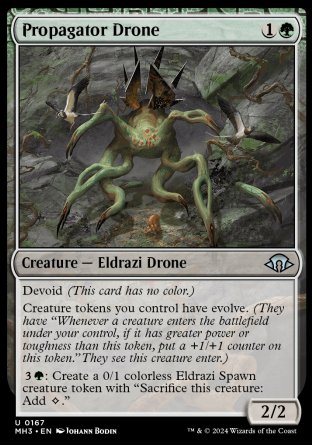 Propagator Drone 1
Creature — Eldrazi Drone
Devoid (This card has no color.)
Creature tokens you control have evolve. (They
have “Whenever a creature enters the battlefield
under your control, if it has greater power or
toughness than this token, put a +1/+1 counter
on this token.” They see this creature enter.)
3: Create a 0/1 colorless Eldrazi Spawn
creature token with “Sacrifice this creature:
Add .”
2/2
U 0167
MH3 • EN Johann Bodin
™ & © 2024 Wizards of the Coast